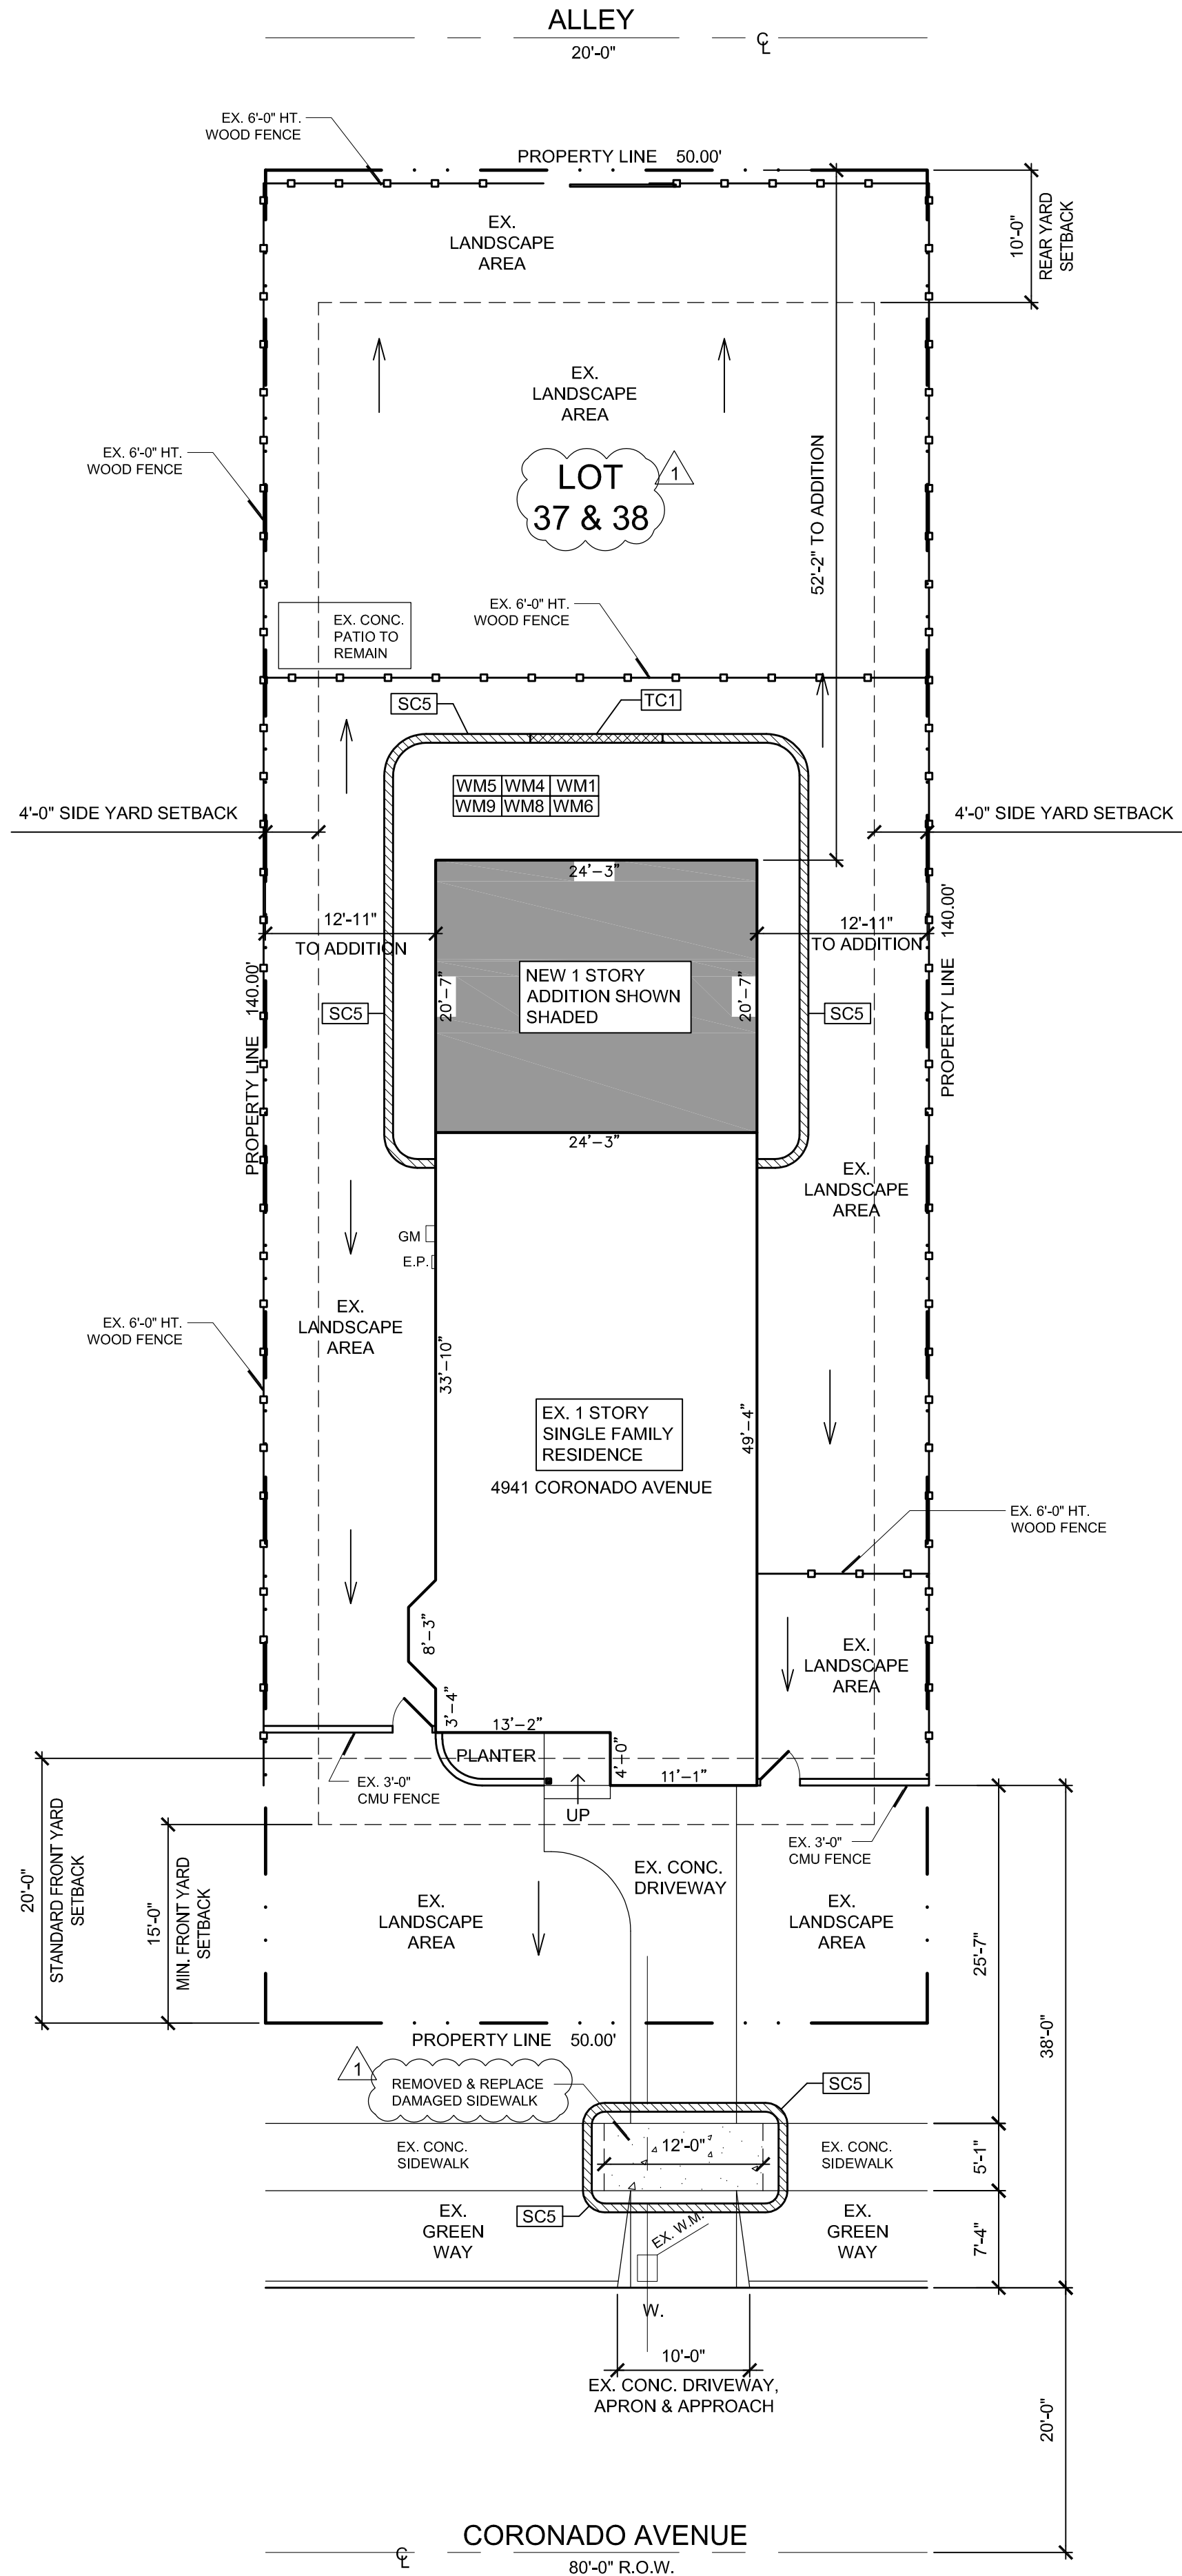 ALLEY
20'-0"
℄
EX. 6'-0" HT.
WOOD FENCE
PROPERTY LINE 50.00'
EX.
LANDSCAPE
AREA
10'-0"
REAR YARD
SETBACK
EX.
LANDSCAPE
AREA
EX. 6'-0" HT.
WOOD FENCE
LOT
37 & 38
1
52'-2" TO ADDITION
EX. 6'-0" HT.
WOOD FENCE
EX. CONC.
PATIO TO
REMAIN
SC5
TC1
WM5 WM4 WM1
WM9 WM8 WM6
4'-0" SIDE YARD SETBACK
4'-0" SIDE YARD SETBACK
24'-3"
12'-11"
TO ADDITION
12'-11"
TO ADDITION
PROPERTY LINE 140.00'
PROPERTY LINE 140.00'
20'-7"
NEW 1 STORY
ADDITION SHOWN
SHADED
20'-7"
SC5
SC5
24'-3"
EX.
LANDSCAPE
AREA
GM
E.P.
EX.
LANDSCAPE
AREA
EX. 6'-0" HT.
WOOD FENCE
33'-10"
EX. 1 STORY
SINGLE FAMILY
RESIDENCE
4941 CORONADO AVENUE
49'-4"
EX. 6'-0" HT.
WOOD FENCE
8'-3"
EX.
LANDSCAPE
AREA
3'-4"
13'-2"
PLANTER
4'-0"
11'-1"
UP
EX. 3'-0"
CMU FENCE
EX. 3'-0"
CMU FENCE
20'-0"
STANDARD FRONT YARD
SETBACK
15'-0"
MIN. FRONT YARD
SETBACK
EX. CONC.
DRIVEWAY
EX.
LANDSCAPE
AREA
EX.
LANDSCAPE
AREA
25'-7"
38'-0"
PROPERTY LINE 50.00'
1
REMOVED & REPLACE
DAMAGED SIDEWALK
SC5
EX. CONC.
SIDEWALK
12'-0"
EX. CONC.
SIDEWALK
5'-1"
SC5
EX.
GREEN
WAY
EX. W.M.
EX.
GREEN
WAY
7'-4"
W.
10'-0"
EX. CONC. DRIVEWAY,
APRON & APPROACH
20'-0"
CORONADO AVENUE
℄
80'-0" R.O.W.